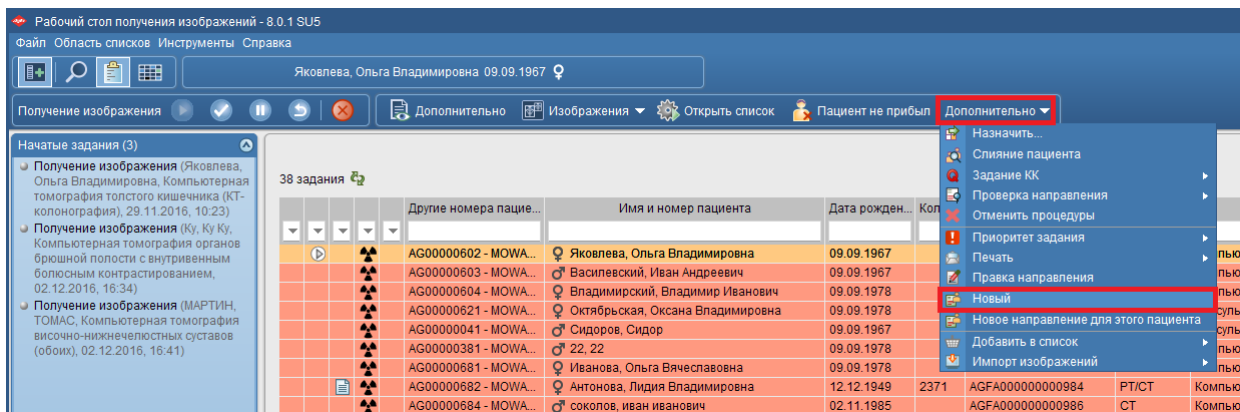 Рабочий стол получения изображений - 8.0.1 SU5
Файл Область списков Инструменты Справка
Яковлева, Ольга Владимировна 09.09.1967 ♀
Получение изображения Дополнительно Изображения Открыть список Пациент не прибыл Дополнительно
Начатые задания (3)
Получение изображения (Яковлева,
Ольга Владимировна, Компьютерная
томография толстого кишечника (КТ-
колонография), 29.11.2016, 10:23)
Получение изображения (Ку, Ку Ку,
Компьютерная томография органов
брюшной полости с внутривенным
болюсным контрастированием,
02.12.2016, 16:34)
Получение изображения (МАРТИН,
ТОМАС, Компьютерная томография
височно-нижнечелюстных суставов
(обоих), 02.12.2016, 16:41)
38 задания
Другие номера пацие... Имя и номер пациента Дата рожден... Кол
AG00000602 - MOWA... ♀ Яковлева, Ольга Владимировна 09.09.1967
AG00000603 - MOWA... ♂ Василевский, Иван Андреевич 09.09.1967
AG00000604 - MOWA... ♀ Владимирский, Владимир Иванович 09.09.1978
AG00000621 - MOWA... ♀ Октябрьская, Оксана Владимировна 09.09.1978
AG00000041 - MOWA... ♂ Сидоров, Сидор 09.09.1967
AG00000381 - MOWA... ♂ 22, 22 09.09.1978
AG00000681 - MOWA... ♀ Иванова, Ольга Вячеславовна 09.09.1978
AG00000682 - MOWA... ♀ Антонова, Лидия Владимировна 12.12.1949 2371 AGFA000000000984 PT/CT Компью
AG00000684 - MOWA... ♂ соколов, иван иванович 02.11.1985 AGFA000000000986 CT Компью
Назначить...
Слияние пациента
Задание КК
Проверка направления
Отменить процедуры
Приоритет задания
Печать
Правка направления
Новый
Новое направление для этого пациента
Добавить в список
Импорт изображений